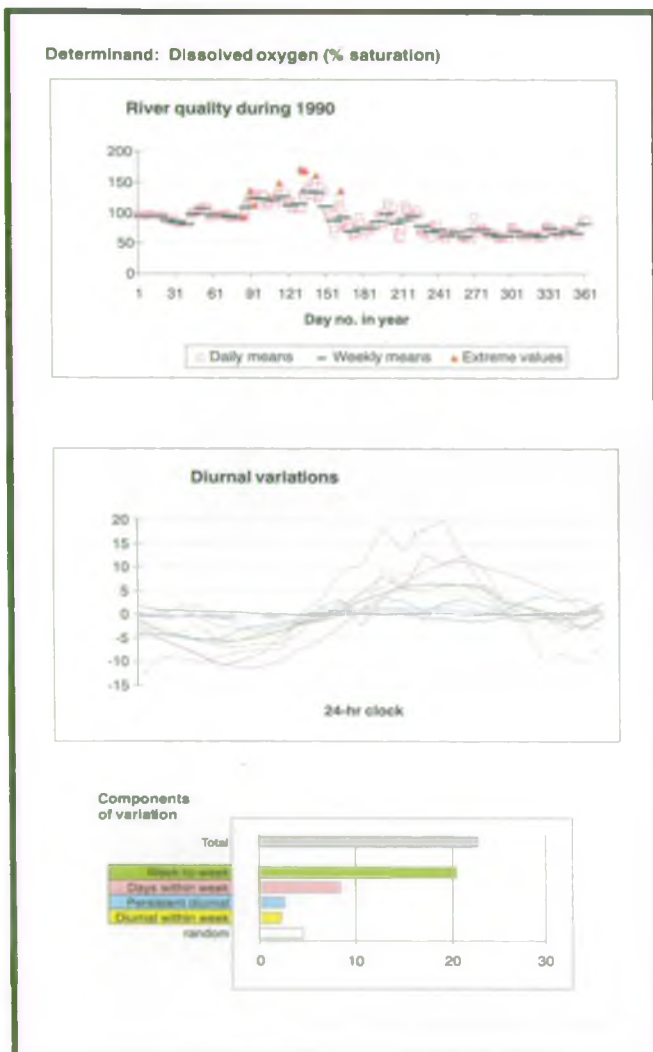 Determinand: Dissolved oxygen (% saturation)
River quality during 1990
200
150
100
50
0
1 31 61 91 121 151 181 211 241 271 301 331 361
Day no. in year
Daily means Weekly means Extreme values
Diurnal variations
20
15
10
5
0
-5
-10
-15
24-hr clock
Components
of variation
Total
Week to week
Days within week
Persistent diurnal
Diurnal within week
random
0 10 20 30